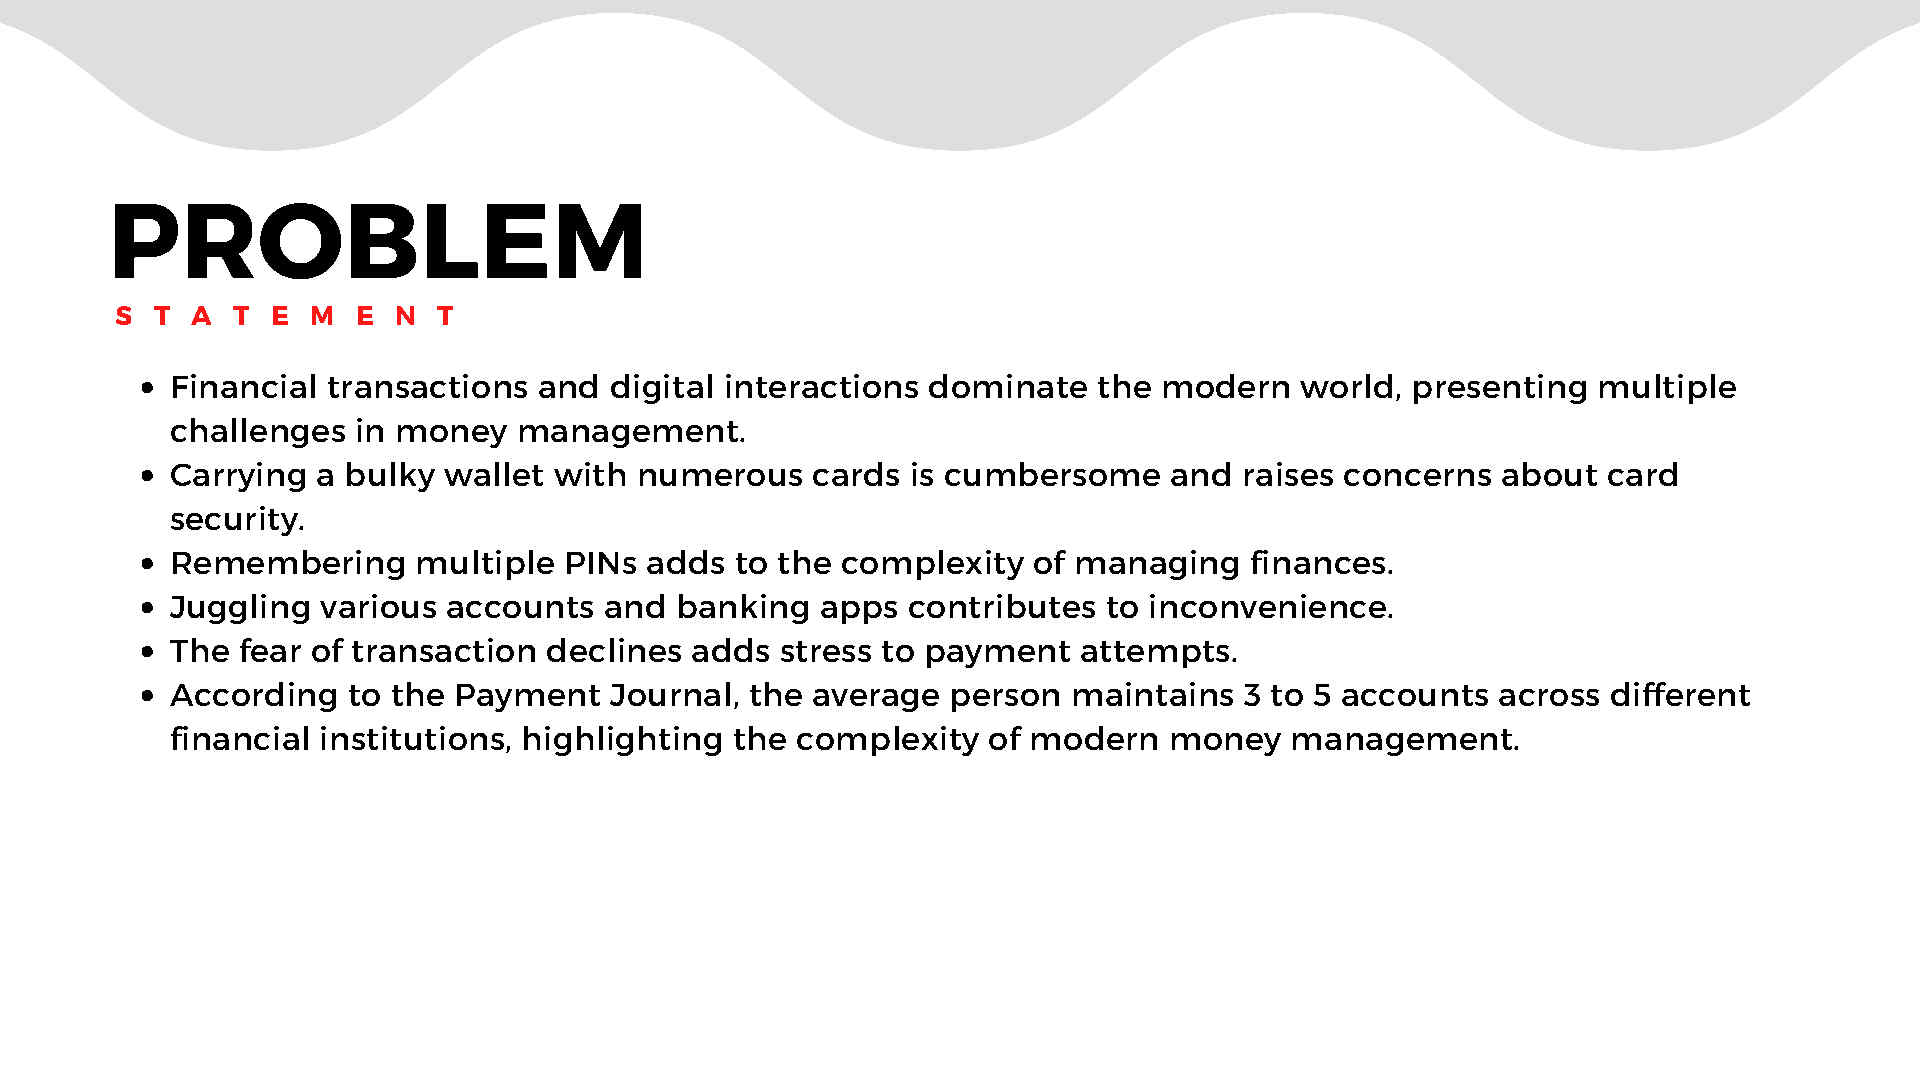 PROBLEM
STATEMENT
• Financial transactions and digital interactions dominate the modern world, presenting multiple
challenges in money management.
• Carrying a bulky wallet with numerous cards is cumbersome and raises concerns about card
security.
• Remembering multiple PINs adds to the complexity of managing finances.
• Juggling various accounts and banking apps contributes to inconvenience.
• The fear of transaction declines adds stress to payment attempts.
• According to the Payment Journal, the average person maintains 3 to 5 accounts across different
financial institutions, highlighting the complexity of modern money management.